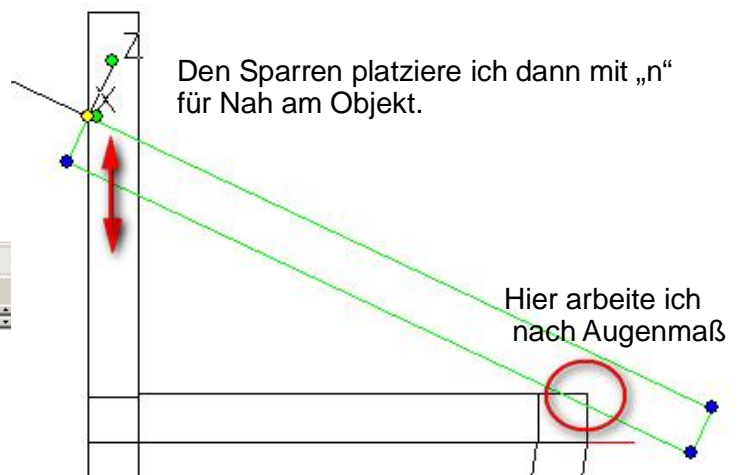 Z
Den Sparren platziere ich dann mit „n“
für Nah am Objekt.
X
Hier arbeite ich
nach Augenmaß